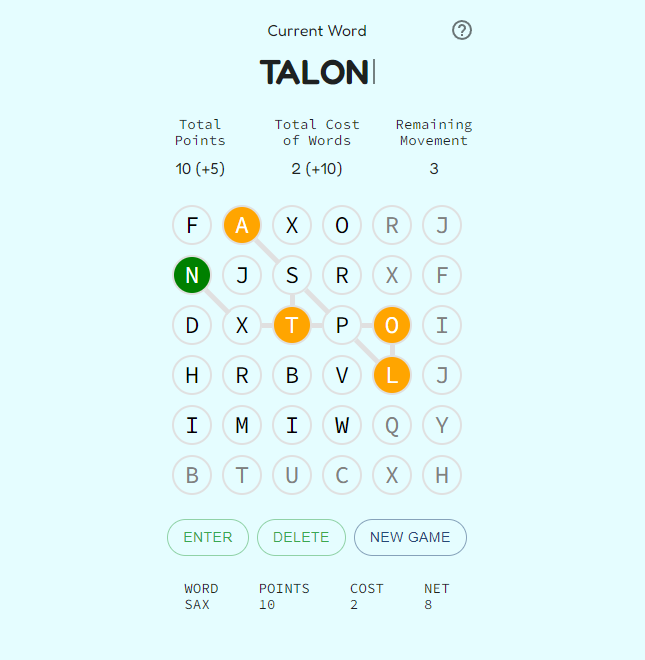 Current Word
?
TALON
Total Points
Total Cost of Words
Remaining Movement
10 (+5)
2 (+10)
3
F A X O R J
N J S R X F
D X T P O I
H R B V L J
I M I W Q Y
B T U C X H
ENTER DELETE NEW GAME
WORD POINTS COST NET
SAX 10 2 8